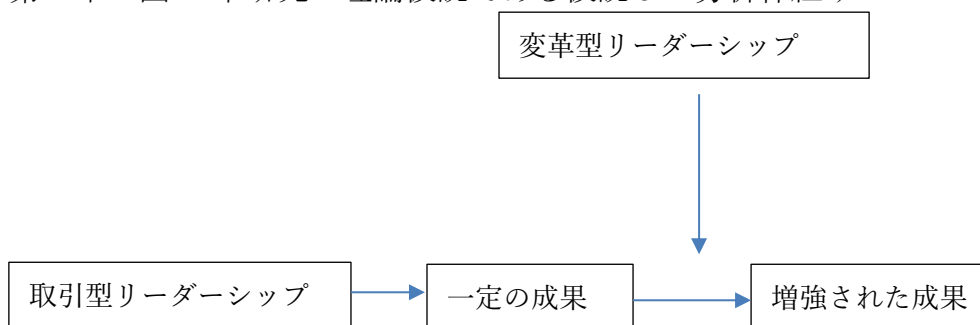 変革型リーダーシップ
取引型リーダーシップ
一定の成果
増強された成果